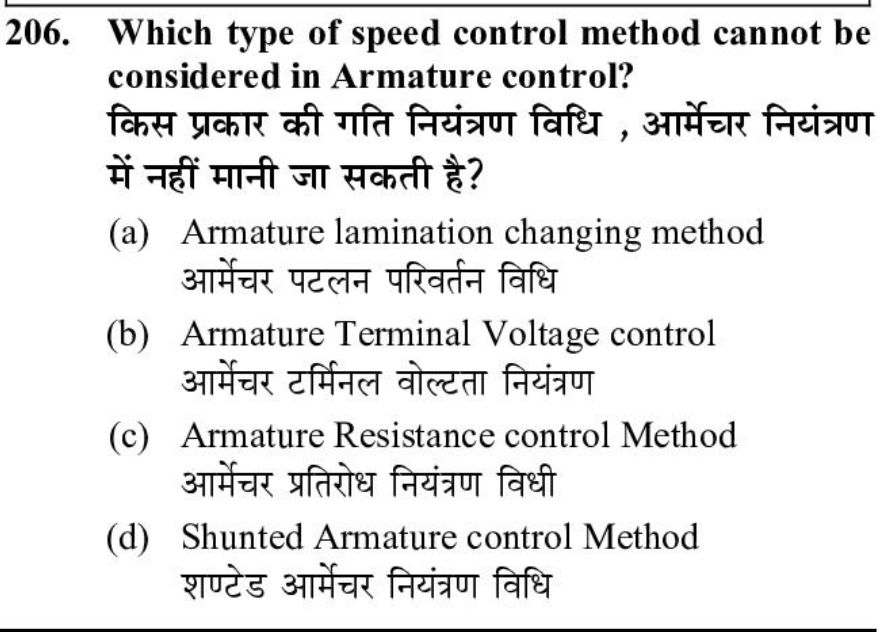 206. Which type of speed control method cannot be
considered in Armature control?
किस प्रकार की गति नियंत्रण विधि , आर्मेचर नियंत्रण
में नहीं मानी जा सकती है?
(a) Armature lamination changing method
आर्मेचर पटलन परिवर्तन विधि
(b) Armature Terminal Voltage control
आर्मेचर टर्मिनल वोल्टता नियंत्रण
(c) Armature Resistance control Method
आर्मेचर प्रतिरोध नियंत्रण विधी
(d) Shunted Armature control Method
शण्टेड आर्मेचर नियंत्रण विधि